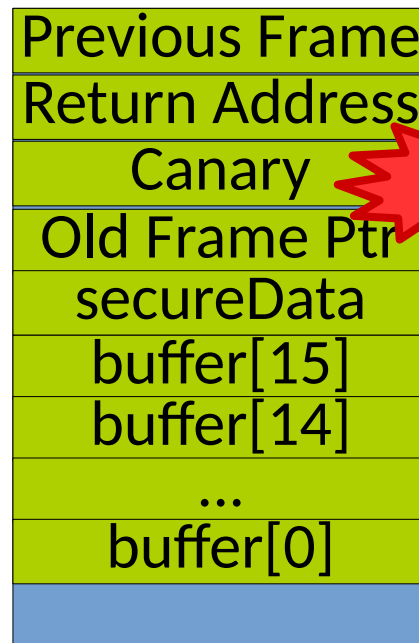 Previous Frame
Return Address
Canary
Old Frame Ptr
secureData
buffer[15]
buffer[14]
...
buffer[0]